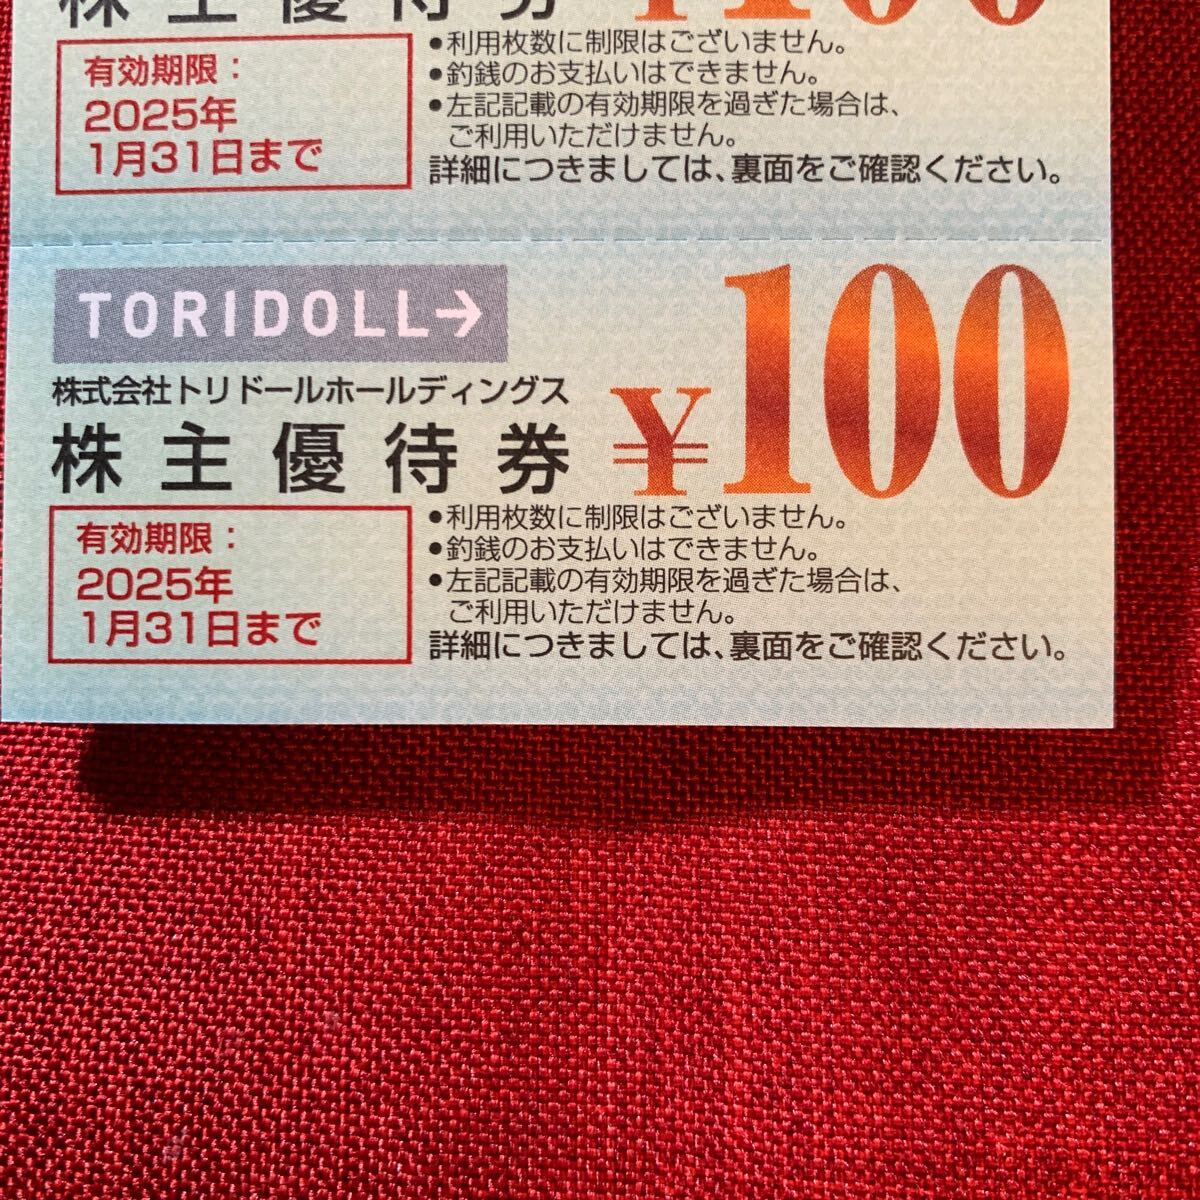 株主優待券 ¥100
有効期限：
2025年
1月31日まで
●利用枚数に制限はございません。
●釣銭のお支払いはできません。
●左記記載の有効期限を過ぎた場合は、
ご利用いただけません。
詳細につきましては、裏面をご確認ください。
TORIDOLL→
株式会社トリドールホールディングス
株主優待券 ¥100
有効期限：
2025年
1月31日まで
●利用枚数に制限はございません。
●釣銭のお支払いはできません。
●左記記載の有効期限を過ぎた場合は、
ご利用いただけません。
詳細につきましては、裏面をご確認ください。